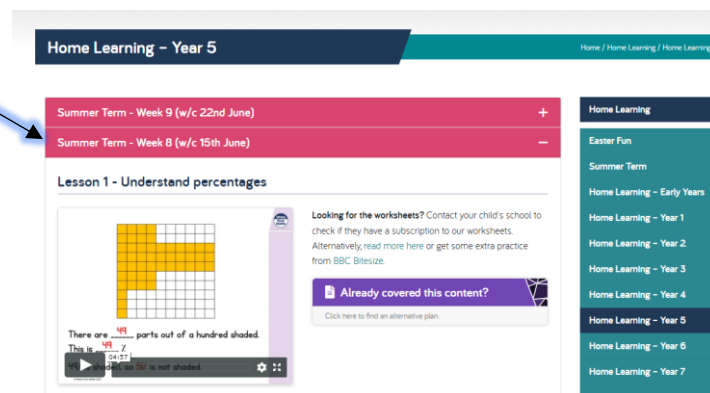 Home Learning – Year 5
Home / Home Learning / Home Learning
Summer Term - Week 9 (w/c 22nd June) +
Summer Term - Week 8 (w/c 15th June) –
Lesson 1 - Understand percentages
There are 49 parts out of a hundred shaded.
This is 49 %
04:57
shaded, so 51% is not shaded.
Looking for the worksheets? Contact your child's school to
check if they have a subscription to our worksheets.
Alternatively, read more here or get some extra practice
from BBC Bitesize.
Already covered this content?
Click here to find an alternative plan.
Home Learning
Easter Fun
Summer Term
Home Learning – Early Years
Home Learning – Year 1
Home Learning – Year 2
Home Learning – Year 3
Home Learning – Year 4
Home Learning – Year 5
Home Learning – Year 6
Home Learning – Year 7